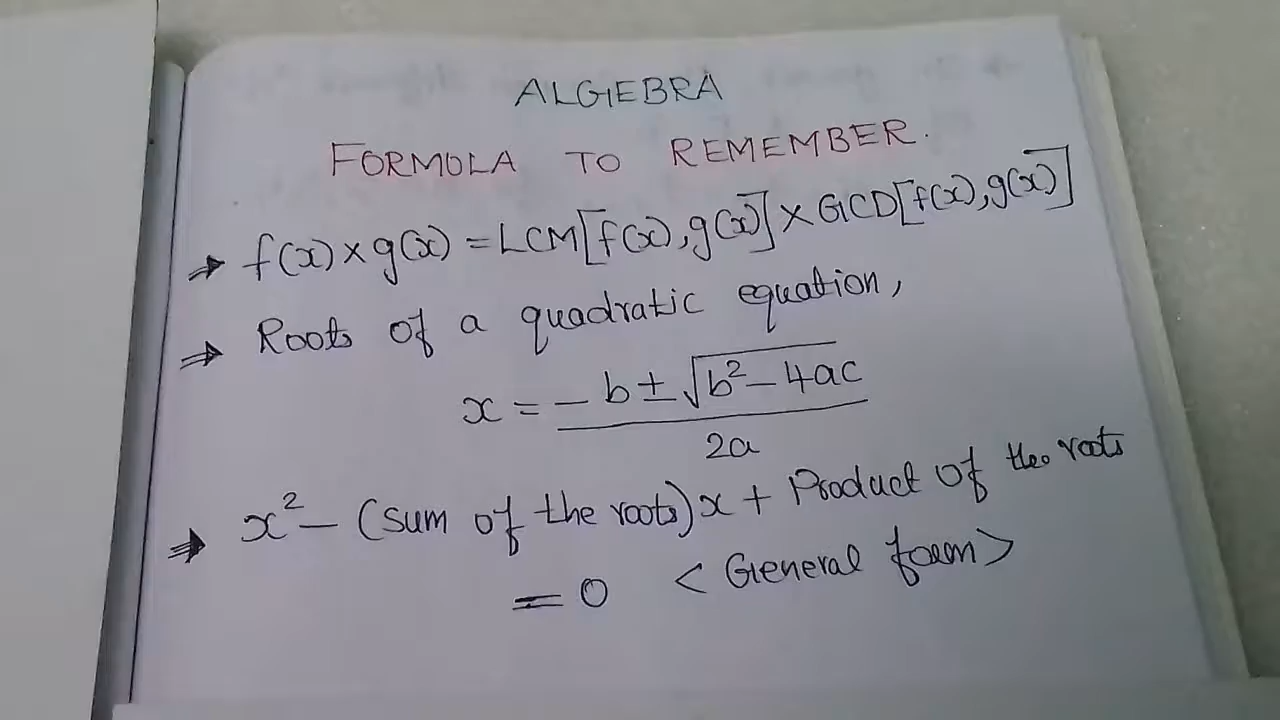 ALGEBRA
FORMOLA TO REMEMBER.
⇒ f(x) × g(x) = LCM[f(x), g(x)] × GCD[f(x), g(x)]
⇒ Roots of a quadratic equation,
x = -b ± √(b² - 4ac) / 2a
⇒ x² - (sum of the roots)x + Product of the roots
= 0 < General form >